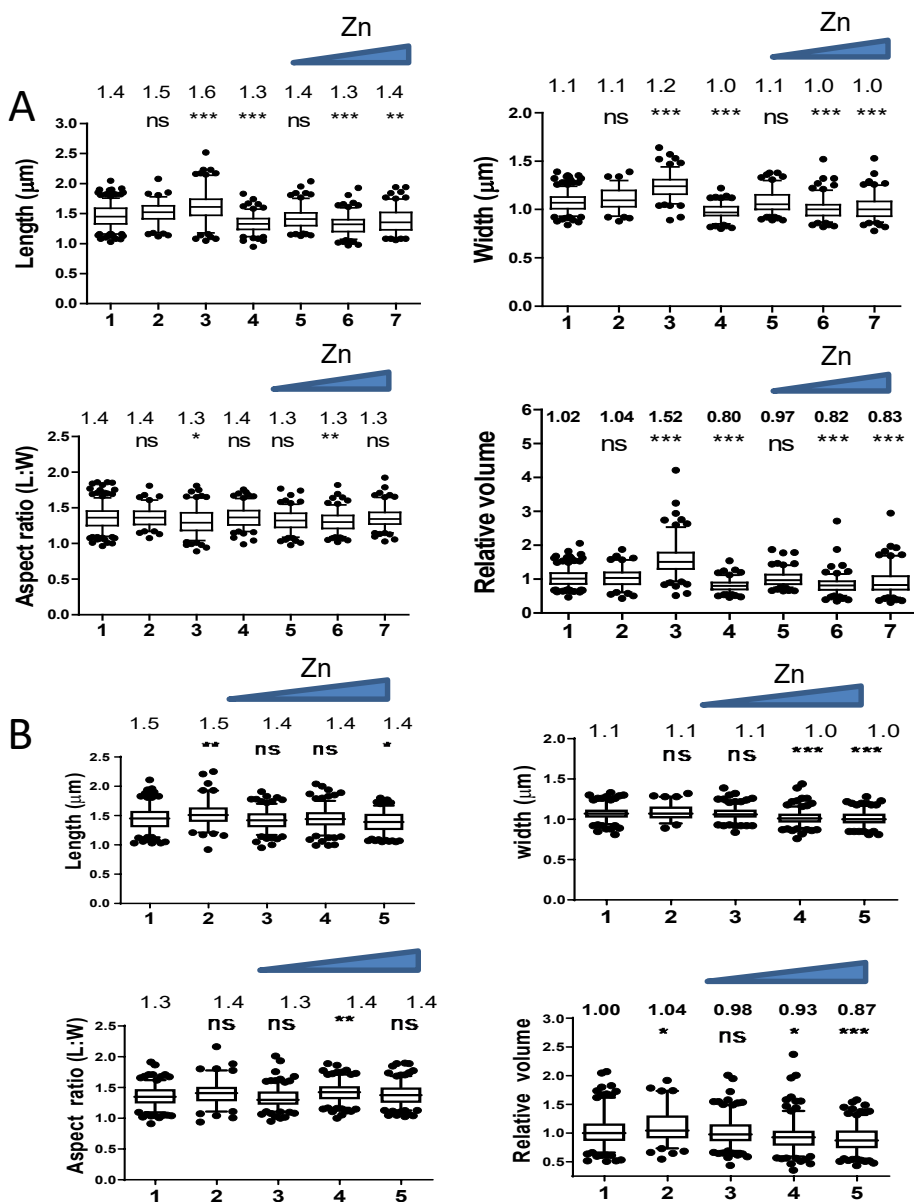 A
Zn
1.4 1.5 1.6 1.3 1.4 1.3 1.4
ns *** *** ns *** **
3.0
2.5
2.0
1.5
1.0
0.5
0.0
Length (μm)
1 2 3 4 5 6 7
Zn
1.1 1.1 1.2 1.0 1.1 1.0 1.0
ns *** *** ns *** ***
2.0
1.5
1.0
0.5
0.0
Width (μm)
1 2 3 4 5 6 7
Zn
1.4 1.4 1.3 1.4 1.3 1.3 1.3
ns * ns ns ** ns
2.5
2.0
1.5
1.0
0.5
0.0
Aspect ratio (L:W)
1 2 3 4 5 6 7
Zn
1.02 1.04 1.52 0.80 0.97 0.82 0.83
ns *** *** ns *** ***
6
5
4
3
2
1
0
Relative volume
1 2 3 4 5 6 7
B
Zn
1.5 1.5 1.4 1.4 1.4
** ns ns *
2.5
2.0
1.5
1.0
0.5
0.0
Length (μm)
1 2 3 4 5
Zn
1.1 1.1 1.1 1.0 1.0
ns ns *** ***
2.0
1.5
1.0
0.5
0.0
width (μm)
1 2 3 4 5
1.3 1.4 1.3 1.4 1.4
ns ns ** ns
2.5
2.0
1.5
1.0
0.5
0.0
Aspect ratio (L:W)
1 2 3 4 5
1.00 1.04 0.98 0.93 0.87
* ns * ***
3.0
2.5
2.0
1.5
1.0
0.5
Relative volume
1 2 3 4 5